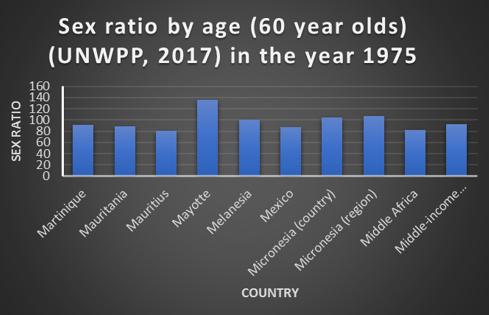 Sex ratio by age (60 year olds)
(UNWPP, 2017) in the year 1975
SEX RATIO
160
140
120
100
80
60
40
20
0
Martinique
Mauritania
Mauritius
Mayotte
Melanesia
Mexico
Micronesia (country)
Micronesia (region)
Middle Africa
Middle-income...
COUNTRY